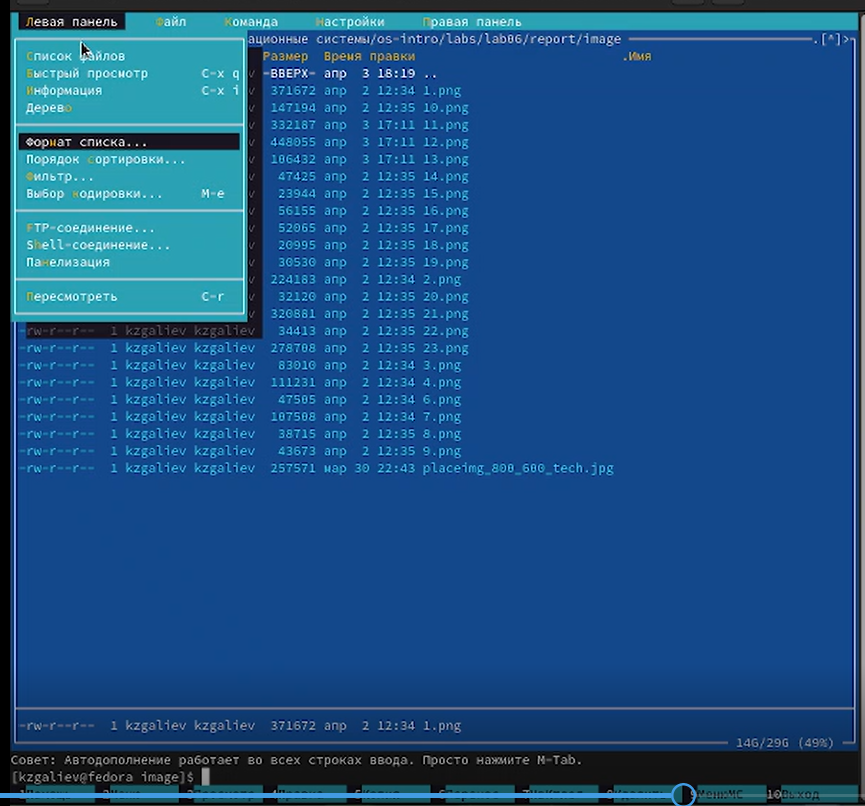 Левая панель Файл Команда Настройки Правая панель
ационные системы/os-intro/labs/lab06/report/image .[^]>
Список файлов Размер Время правки .Имя
Быстрый просмотр C-x q -ВВЕРХ- апр 3 18:19 ..
Информация C-x i 371672 апр 2 12:34 1.png
Дерево 147194 апр 2 12:35 10.png
332187 апр 3 17:11 11.png
Формат списка... 448055 апр 3 17:11 12.png
Порядок сортировки... 106432 апр 3 17:11 13.png
Фильтр... 47425 апр 2 12:35 14.png
Выбор кодировки... M-e 23944 апр 2 12:35 15.png
56155 апр 2 12:35 16.png
FTP-соединение... 52065 апр 2 12:35 17.png
Shell-соединение... 20995 апр 2 12:35 18.png
Панелизация 30530 апр 2 12:35 19.png
224183 апр 2 12:34 2.png
Пересмотреть C-r 32120 апр 2 12:35 20.png
320881 апр 2 12:35 21.png
-rw-r--r-- 1 kzgaliev kzgaliev 34413 апр 2 12:35 22.png
-rw-r--r-- 1 kzgaliev kzgaliev 278708 апр 2 12:35 23.png
-rw-r--r-- 1 kzgaliev kzgaliev 83010 апр 2 12:34 3.png
-rw-r--r-- 1 kzgaliev kzgaliev 111231 апр 2 12:34 4.png
-rw-r--r-- 1 kzgaliev kzgaliev 47505 апр 2 12:34 6.png
-rw-r--r-- 1 kzgaliev kzgaliev 107508 апр 2 12:34 7.png
-rw-r--r-- 1 kzgaliev kzgaliev 38715 апр 2 12:35 8.png
-rw-r--r-- 1 kzgaliev kzgaliev 43673 апр 2 12:35 9.png
-rw-r--r-- 1 kzgaliev kzgaliev 257571 мар 30 22:43 placeimg_800_600_tech.jpg
-rw-r--r-- 1 kzgaliev kzgaliev 371672 апр 2 12:34 1.png
14G/29G (49%)
Совет: Автодополнение работает во всех строках ввода. Просто нажмите M-Tab.
[kzgaliev@fedora image]$
МенюMC 10Выход